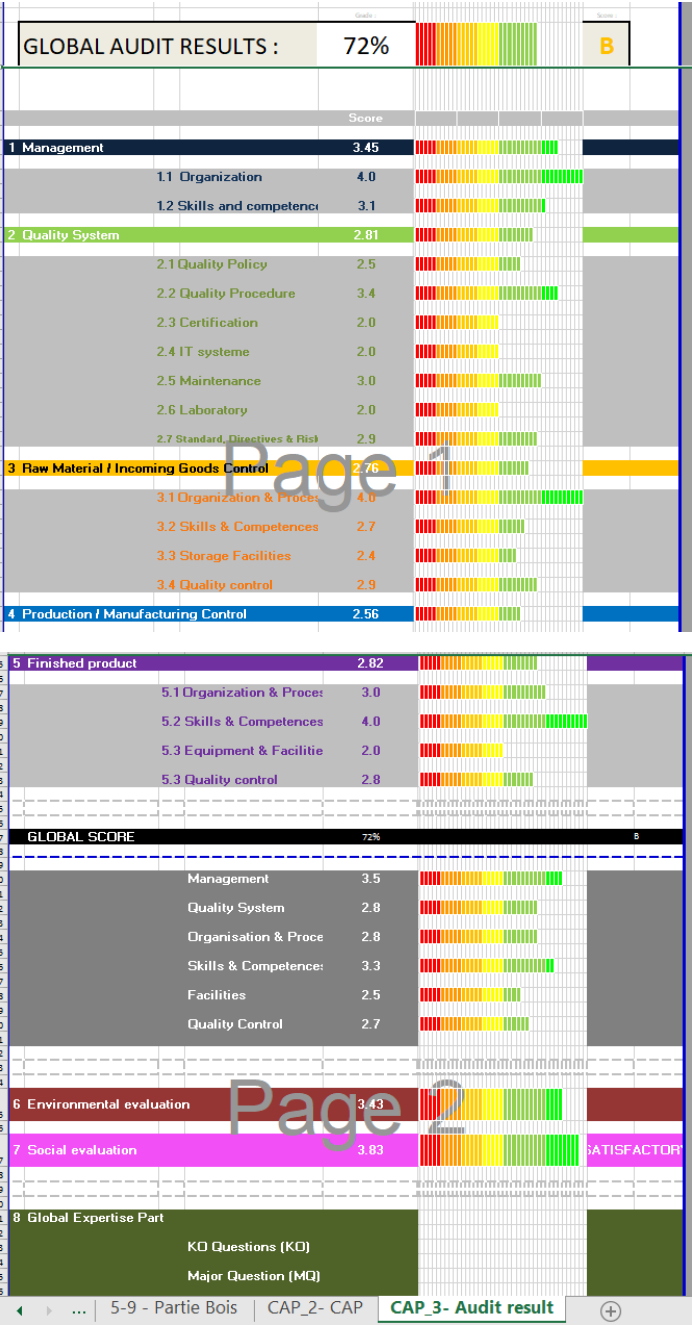 Grade :
Score :
GLOBAL AUDIT RESULTS : 72% B
Score
1 Management 3.45
1.1 Organization 4.0
1.2 Skills and competenc 3.1
2 Quality System 2.81
2.1 Quality Policy 2.5
2.2 Quality Procedure 3.4
2.3 Certification 2.0
2.4 IT systeme 2.0
2.5 Maintenance 3.0
2.6 Laboratory 2.0
2.7 Standard, Directives & Risk 2.9
Page 1
3 Raw Material / Incoming Goods Control 2.76
3.1 Organization & Proces 4.0
3.2 Skills & Competences 2.7
3.3 Storage Facilities 2.4
3.4 Quality control 2.9
4 Production / Manufacturing Control 2.56
5 Finished product 2.82
5.1 Organization & Proces 3.0
5.2 Skills & Competences 4.0
5.3 Equipment & Facilitie 2.0
5.3 Quality control 2.8
GLOBAL SCORE 72% B
Management 3.5
Quality System 2.8
Organisation & Proce 2.8
Skills & Competence 3.3
Facilities 2.5
Quality Control 2.7
Page 2
6 Environmental evaluation 3.43
7 Social evaluation 3.83 SATISFACTOR
8 Global Expertise Part
KO Questions (KO)
Major Question (MQ)
... 5-9 - Partie Bois CAP_2- CAP CAP_3- Audit result